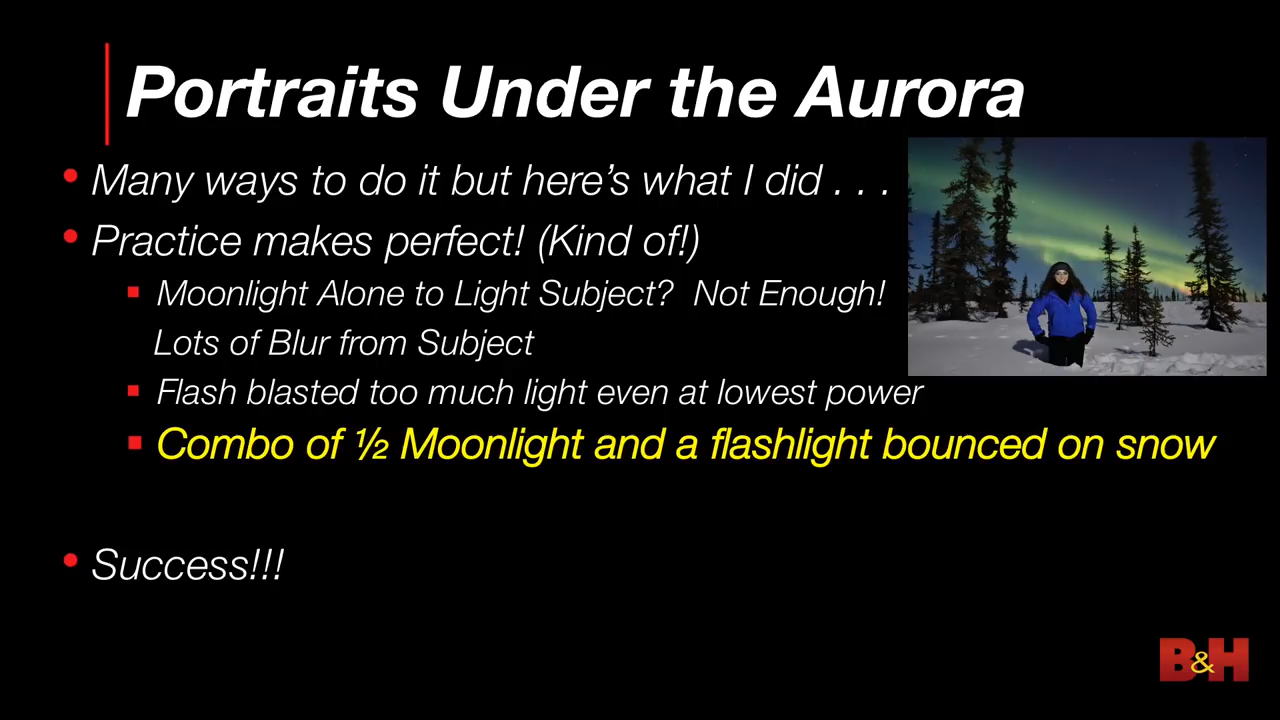 Portraits Under the Aurora
• Many ways to do it but here’s what I did . . .
• Practice makes perfect! (Kind of!)
▪ Moonlight Alone to Light Subject?  Not Enough!
Lots of Blur from Subject
▪ Flash blasted too much light even at lowest power
▪ Combo of ½ Moonlight and a flashlight bounced on snow
• Success!!!
B&H